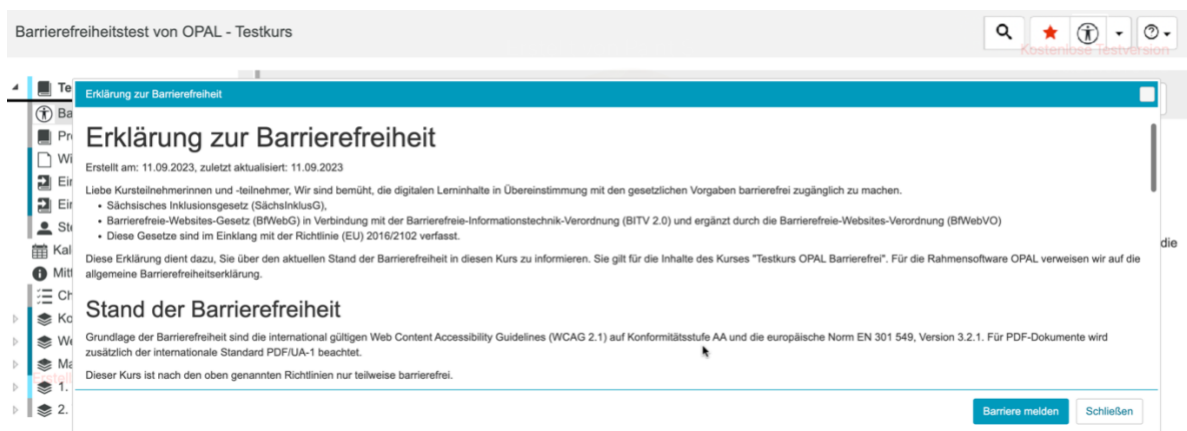 Barrierefreiheitstest von OPAL - Testkurs
Kostenlose Testversion
Te
Ba
Pr
Wi
Ei
Ei
St
Kal
Mitt
Ch
Ko
We
Ma
1.
2.
Erklärung zur Barrierefreiheit
Erklärung zur Barrierefreiheit
Erstellt am: 11.09.2023, zuletzt aktualisiert: 11.09.2023
Liebe Kursteilnehmerinnen und -teilnehmer, Wir sind bemüht, die digitalen Lerninhalte in Übereinstimmung mit den gesetzlichen Vorgaben barrierefrei zugänglich zu machen.
• Sächsisches Inklusionsgesetz (SächsInklusG),
• Barrierefreie-Websites-Gesetz (BfWebG) in Verbindung mit der Barrierefreie-Informationstechnik-Verordnung (BITV 2.0) und ergänzt durch die Barrierefreie-Websites-Verordnung (BfWebVO)
• Diese Gesetze sind im Einklang mit der Richtlinie (EU) 2016/2102 verfasst.
Diese Erklärung dient dazu, Sie über den aktuellen Stand der Barrierefreiheit in diesen Kurs zu informieren. Sie gilt für die Inhalte des Kurses "Testkurs OPAL Barrierefrei". Für die Rahmensoftware OPAL verweisen wir auf die
allgemeine Barrierefreiheitserklärung.
die
Stand der Barrierefreiheit
Grundlage der Barrierefreiheit sind die international gültigen Web Content Accessibility Guidelines (WCAG 2.1) auf Konformitätsstufe AA und die europäische Norm EN 301 549, Version 3.2.1. Für PDF-Dokumente wird
zusätzlich der internationale Standard PDF/UA-1 beachtet.
Dieser Kurs ist nach den oben genannten Richtlinien nur teilweise barrierefrei.
Barriere melden
Schließen